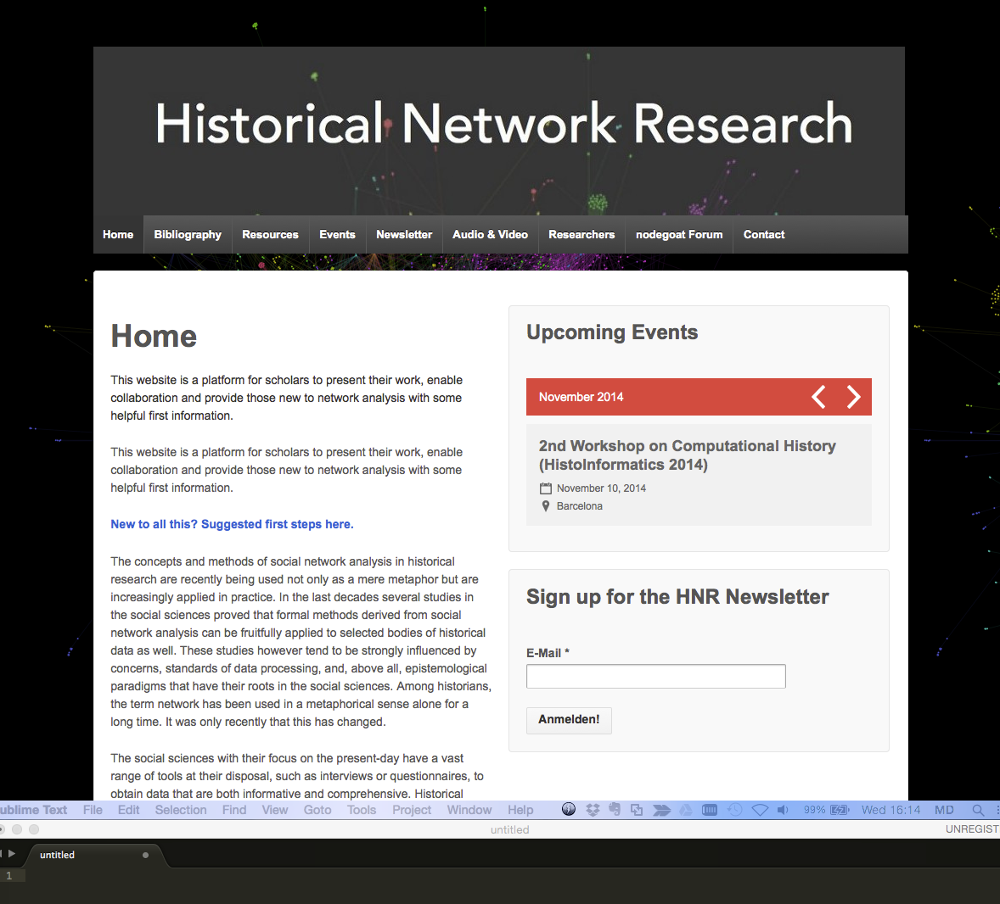 Historical Network Research
Home Bibliography Resources Events Newsletter Audio & Video Researchers nodegoat Forum Contact
Home
This website is a platform for scholars to present their work, enable
collaboration and provide those new to network analysis with some
helpful first information.
This website is a platform for scholars to present their work, enable
collaboration and provide those new to network analysis with some
helpful first information.
New to all this? Suggested first steps here.
The concepts and methods of social network analysis in historical
research are recently being used not only as a mere metaphor but are
increasingly applied in practice. In the last decades several studies in
the social sciences proved that formal methods derived from social
network analysis can be fruitfully applied to selected bodies of historical
data as well. These studies however tend to be strongly influenced by
concerns, standards of data processing, and, above all, epistemological
paradigms that have their roots in the social sciences. Among historians,
the term network has been used in a metaphorical sense alone for a
long time. It was only recently that this has changed.
The social sciences with their focus on the present-day have a vast
range of tools at their disposal, such as interviews or questionnaires, to
obtain data that are both informative and comprehensive. Historical
Upcoming Events
November 2014
2nd Workshop on Computational History
(HistoInformatics 2014)
November 10, 2014
Barcelona
Sign up for the HNR Newsletter
E-Mail *
Anmelden!
ublime Text File Edit Selection Find View Goto Tools Project Window Help 99% Wed 16:14 MD
untitled UNREGIST
untitled
1